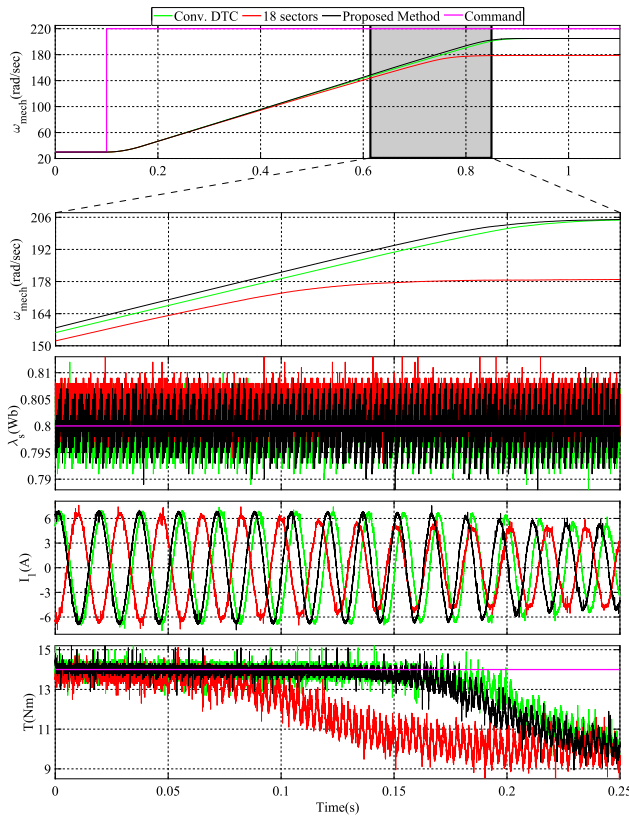 Conv. DTC 18 sectors Proposed Method Command
ω_mech(rad/sec)
220
180
140
100
60
20
0 0.2 0.4 0.6 0.8 1
ω_mech(rad/sec)
206
192
178
164
150
λ_s(Wb)
0.81
0.805
0.8
0.795
0.79
I_1(A)
6
3
0
-3
-6
T(Nm)
15
13
11
9
0 0.05 0.1 0.15 0.2 0.25
Time(s)